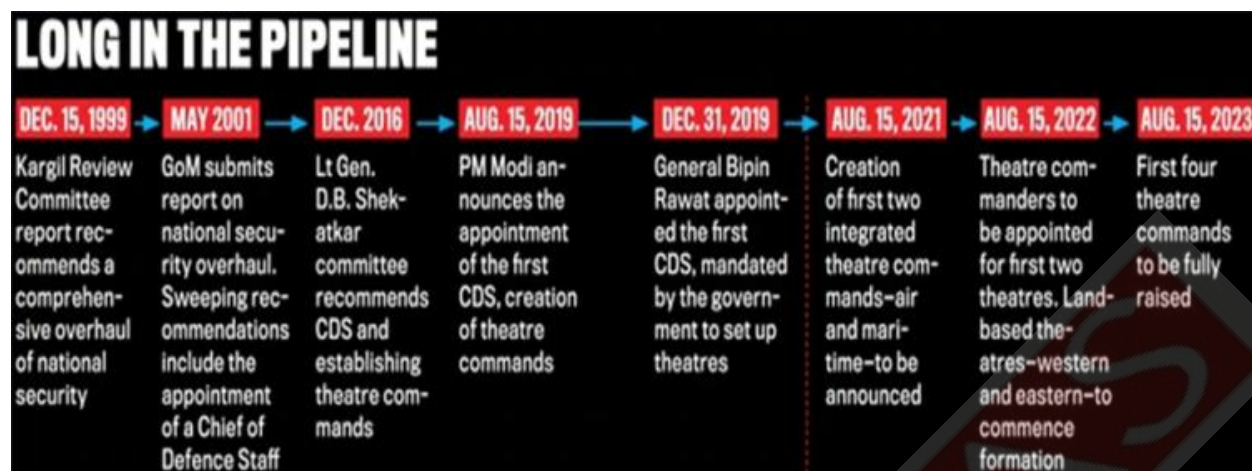 LONG IN THE PIPELINE
DEC. 15, 1999
Kargil Review
Committee
report rec-
ommends a
comprehen-
sive overhaul
of national
security
MAY 2001
GoM submits
report on
national secu-
rity overhaul.
Sweeping rec-
ommendations
include the
appointment
of a Chief of
Defence Staff
DEC. 2016
Lt Gen.
D.B. Shek-
atkar
committee
recommends
CDS and
establishing
theatre com-
mands
AUG. 15, 2019
PM Modi an-
nounces the
appointment
of the first
CDS, creation
of theatre
commands
DEC. 31, 2019
General Bipin
Rawat appoint-
ed the first
CDS, mandated
by the govern-
ment to set up
theatres
AUG. 15, 2021
Creation
of first two
integrated
theatre com-
mands–air
and mari-
time–to be
announced
AUG. 15, 2022
Theatre com-
manders to
be appointed
for first two
theatres. Land-
based the-
atres–western
and eastern–to
commence
formation
AUG. 15, 2023
First four
theatre
commands
to be fully
raised